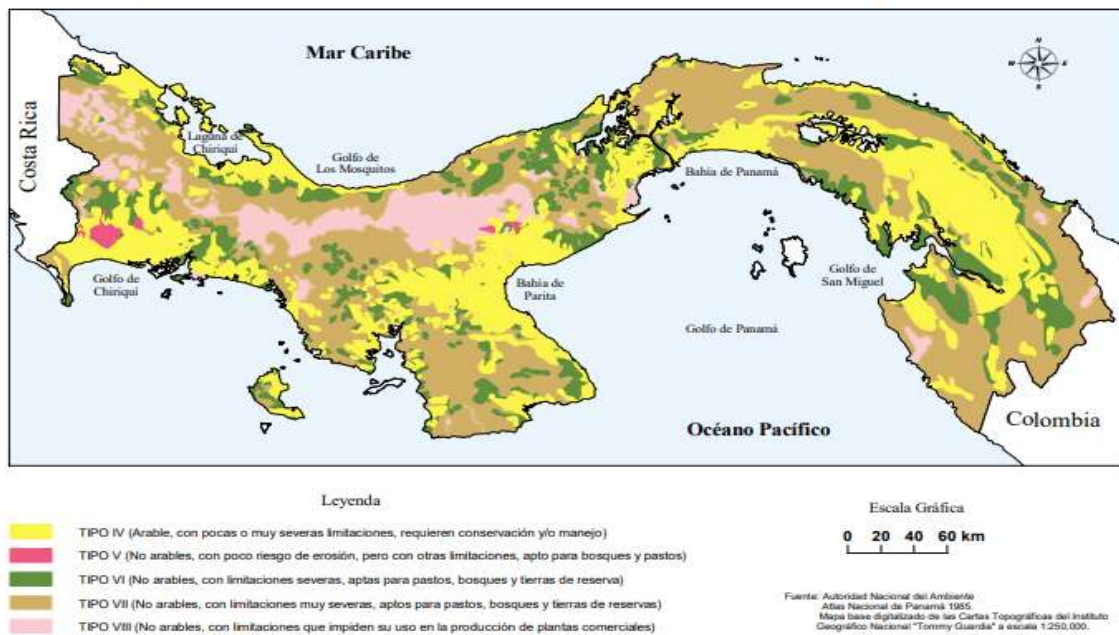 Mar Caribe
N
W E
S
Costa Rica
Laguna de
Chiriquí
Golfo de
Los Mosquitos
Bahía de Panamá
Golfo de
Chiriquí
Bahía de
Parita
Golfo de
San Miguel
Golfo de Panamá
Océano Pacífico
Colombia
Leyenda
TIPO IV (Arable, con pocas o muy severas limitaciones, requieren conservación y/o manejo)
TIPO V (No arables, con poco riesgo de erosión, pero con otras limitaciones, apto para bosques y pastos)
TIPO VI (No arables, con limitaciones severas, aptas para pastos, bosques y tierras de reserva)
TIPO VII (No arables, con limitaciones muy severas, aptos para pastos, bosques y tierras de reservas)
TIPO VIII (No arables, con limitaciones que impiden su uso en la producción de plantas comerciales)
Escala Gráfica
0 20 40 60 km
Fuente: Autoridad Nacional del Ambiente
Atlas Nacional de Panamá 1985.
Mapa base digitalizado de las Cartas Topográficas del Instituto
Geográfico Nacional "Tommy Guardia" a escala 1:250,000.